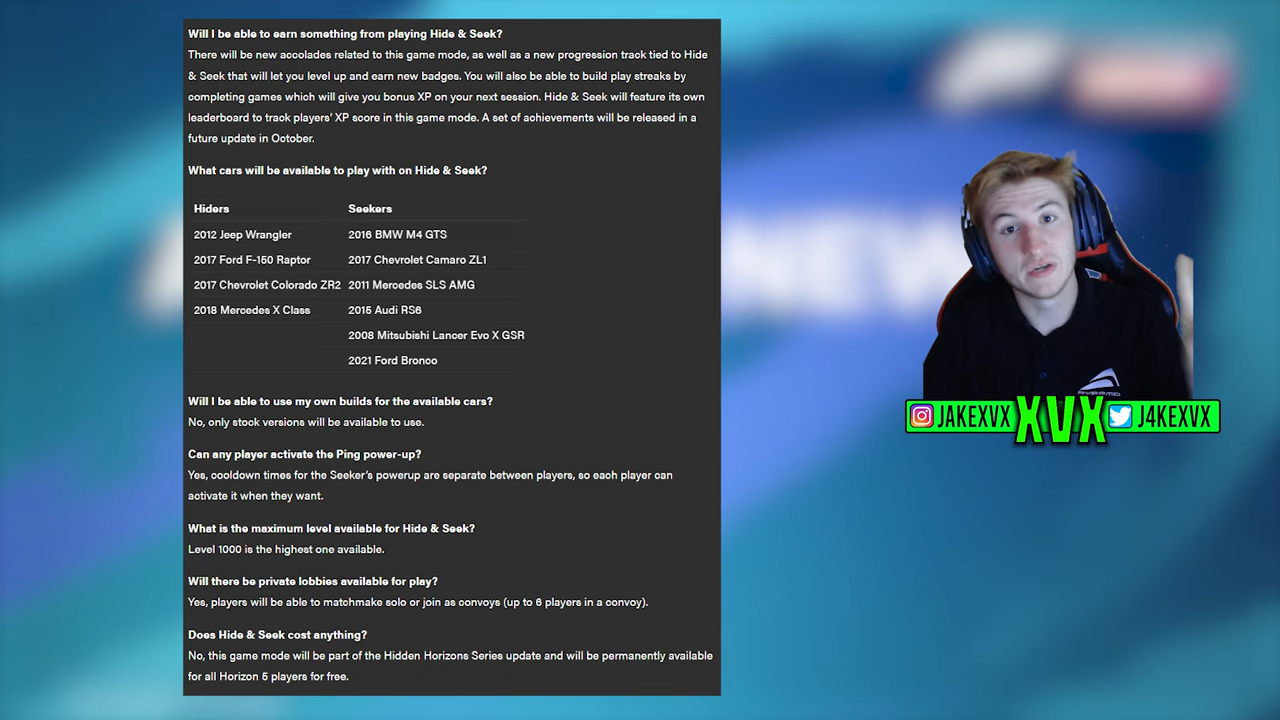 Will I be able to earn something from playing Hide & Seek?
There will be new accolades related to this game mode, as well as a new progression track tied to Hide
& Seek that will let you level up and earn new badges. You will also be able to build play streaks by
completing games which will give you bonus XP on your next session. Hide & Seek will feature its own
leaderboard to track players' XP score in this game mode. A set of achievements will be released in a
future update in October.
What cars will be available to play with on Hide & Seek?
Hiders Seekers
2012 Jeep Wrangler 2016 BMW M4 GTS
2017 Ford F-150 Raptor 2017 Chevrolet Camaro ZL1
2017 Chevrolet Colorado ZR2 2011 Mercedes SLS AMG
2018 Mercedes X Class 2015 Audi RS6
2008 Mitsubishi Lancer Evo X GSR
2021 Ford Bronco
Will I be able to use my own builds for the available cars?
No, only stock versions will be available to use.
Can any player activate the Ping power-up?
Yes, cooldown times for the Seeker's powerup are separate between players, so each player can
activate it when they want.
What is the maximum level available for Hide & Seek?
Level 1000 is the highest one available.
Will there be private lobbies available for play?
Yes, players will be able to matchmake solo or join as convoys (up to 6 players in a convoy).
Does Hide & Seek cost anything?
No, this game mode will be part of the Hidden Horizons Series update and will be permanently available
for all Horizon 5 players for free.
JAKEXVX XVX J4KEXVX